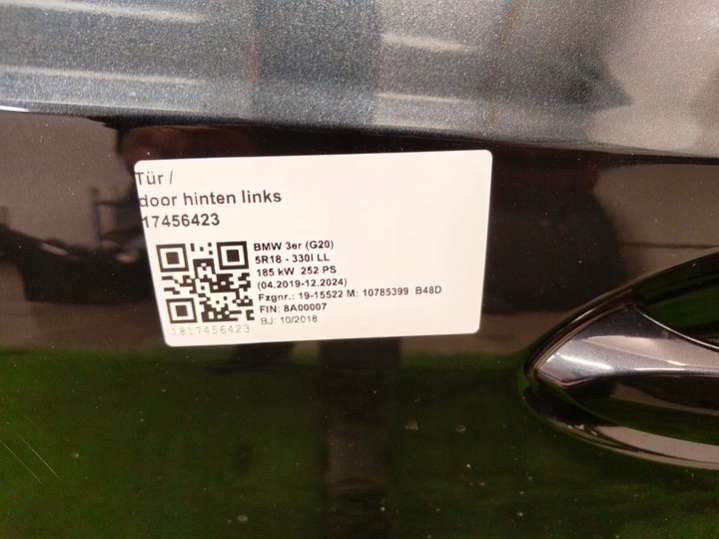 Tür /
door hinten links
17456423
BMW 3er (G20)
5R18 - 330I LL
185 kW 252 PS
(04.2019-12.2024)
Fzgnr.: 19-15522 M: 10785399 B48D
FIN: 8A00007
BJ: 10/2018
1817456423